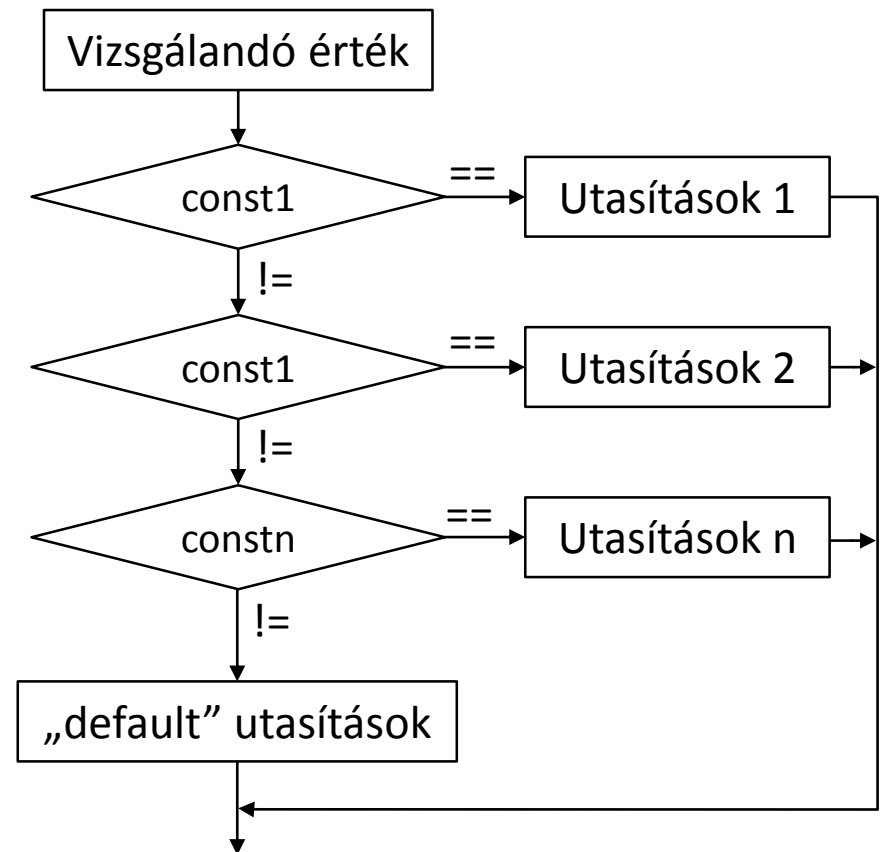 Vizsgálandó érték
const1
==
Utasítások 1
!=
const1
==
Utasítások 2
!=
constn
==
Utasítások n
!=
„default” utasítások